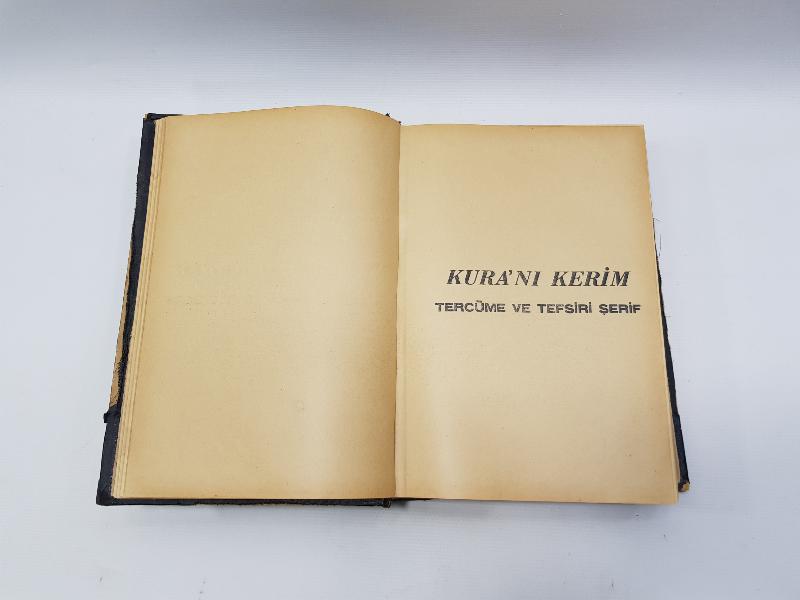 KURA'NI KERİM
TERCÜME VE TEFSİRİ ŞERİF